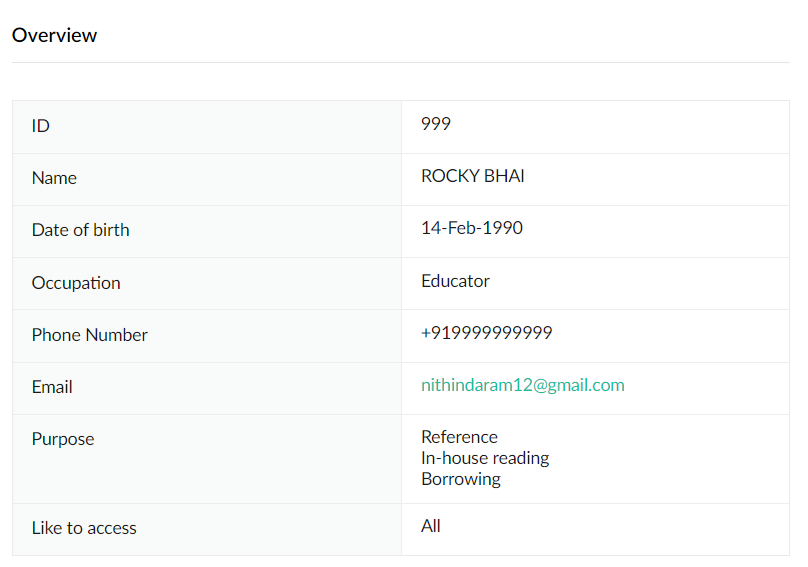 Overview
ID 999
Name ROCKY BHAI
Date of birth 14-Feb-1990
Occupation Educator
Phone Number +919999999999
Email nithindaram12@gmail.com
Purpose Reference
In-house reading
Borrowing
Like to access All